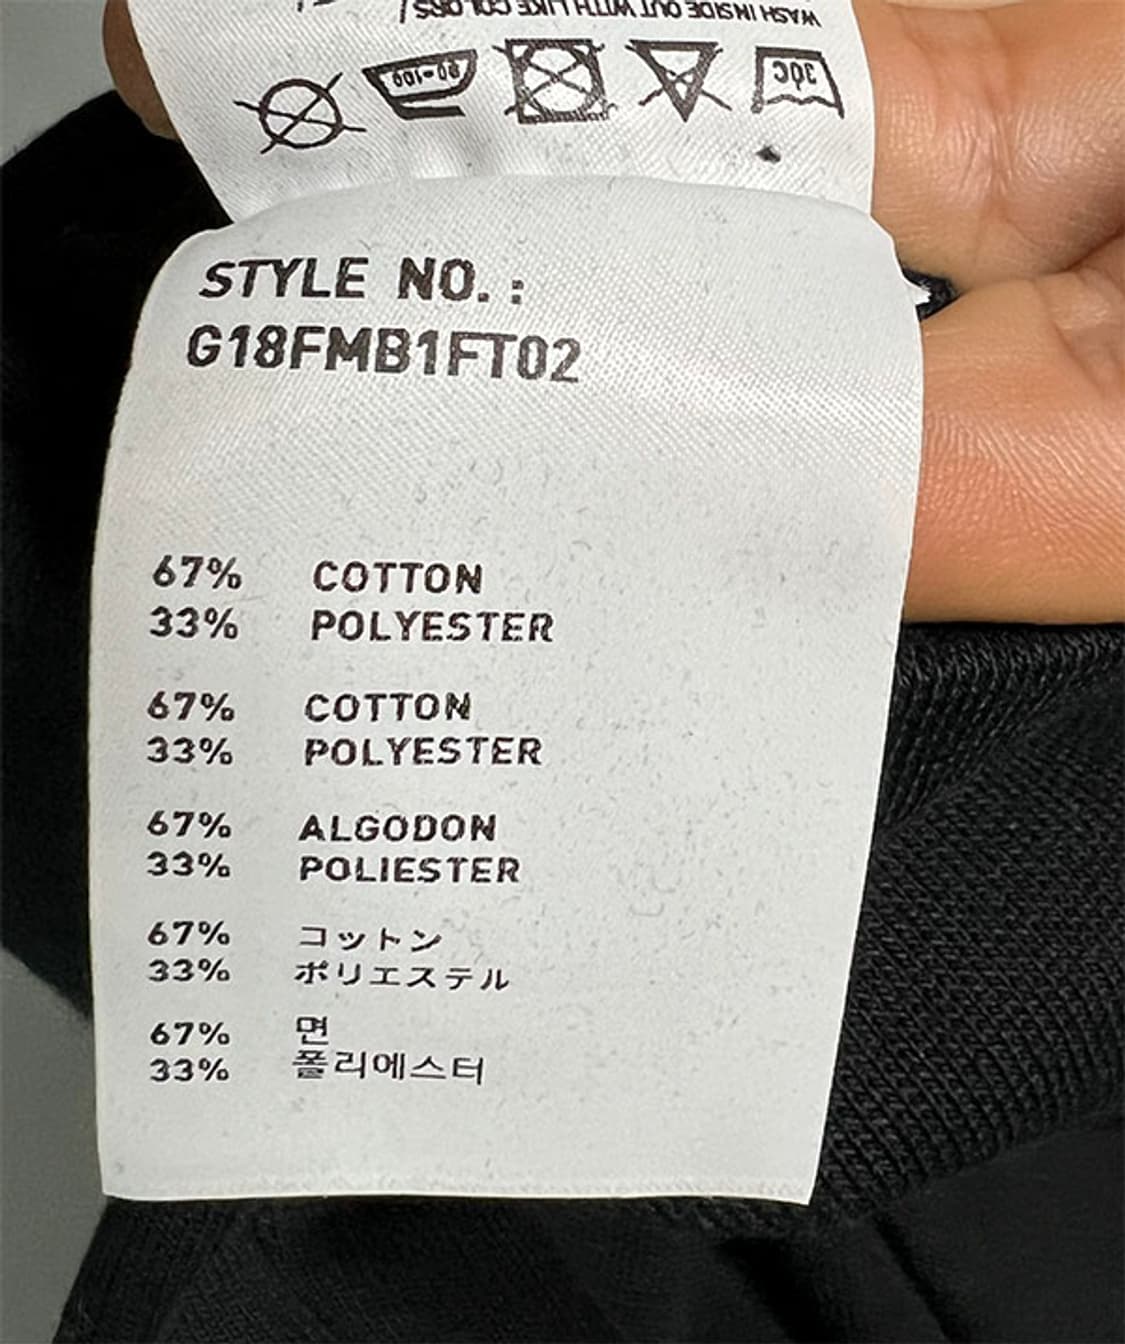 WASH INSIDE OUT WITH LIKE COLORS
30C
STYLE NO. :
G18FMB1FT02
67% COTTON
33% POLYESTER
67% COTTON
33% POLYESTER
67% ALGODON
33% POLIESTER
67% コットン
33% ポリエステル
67% 면
33% 폴리에스터